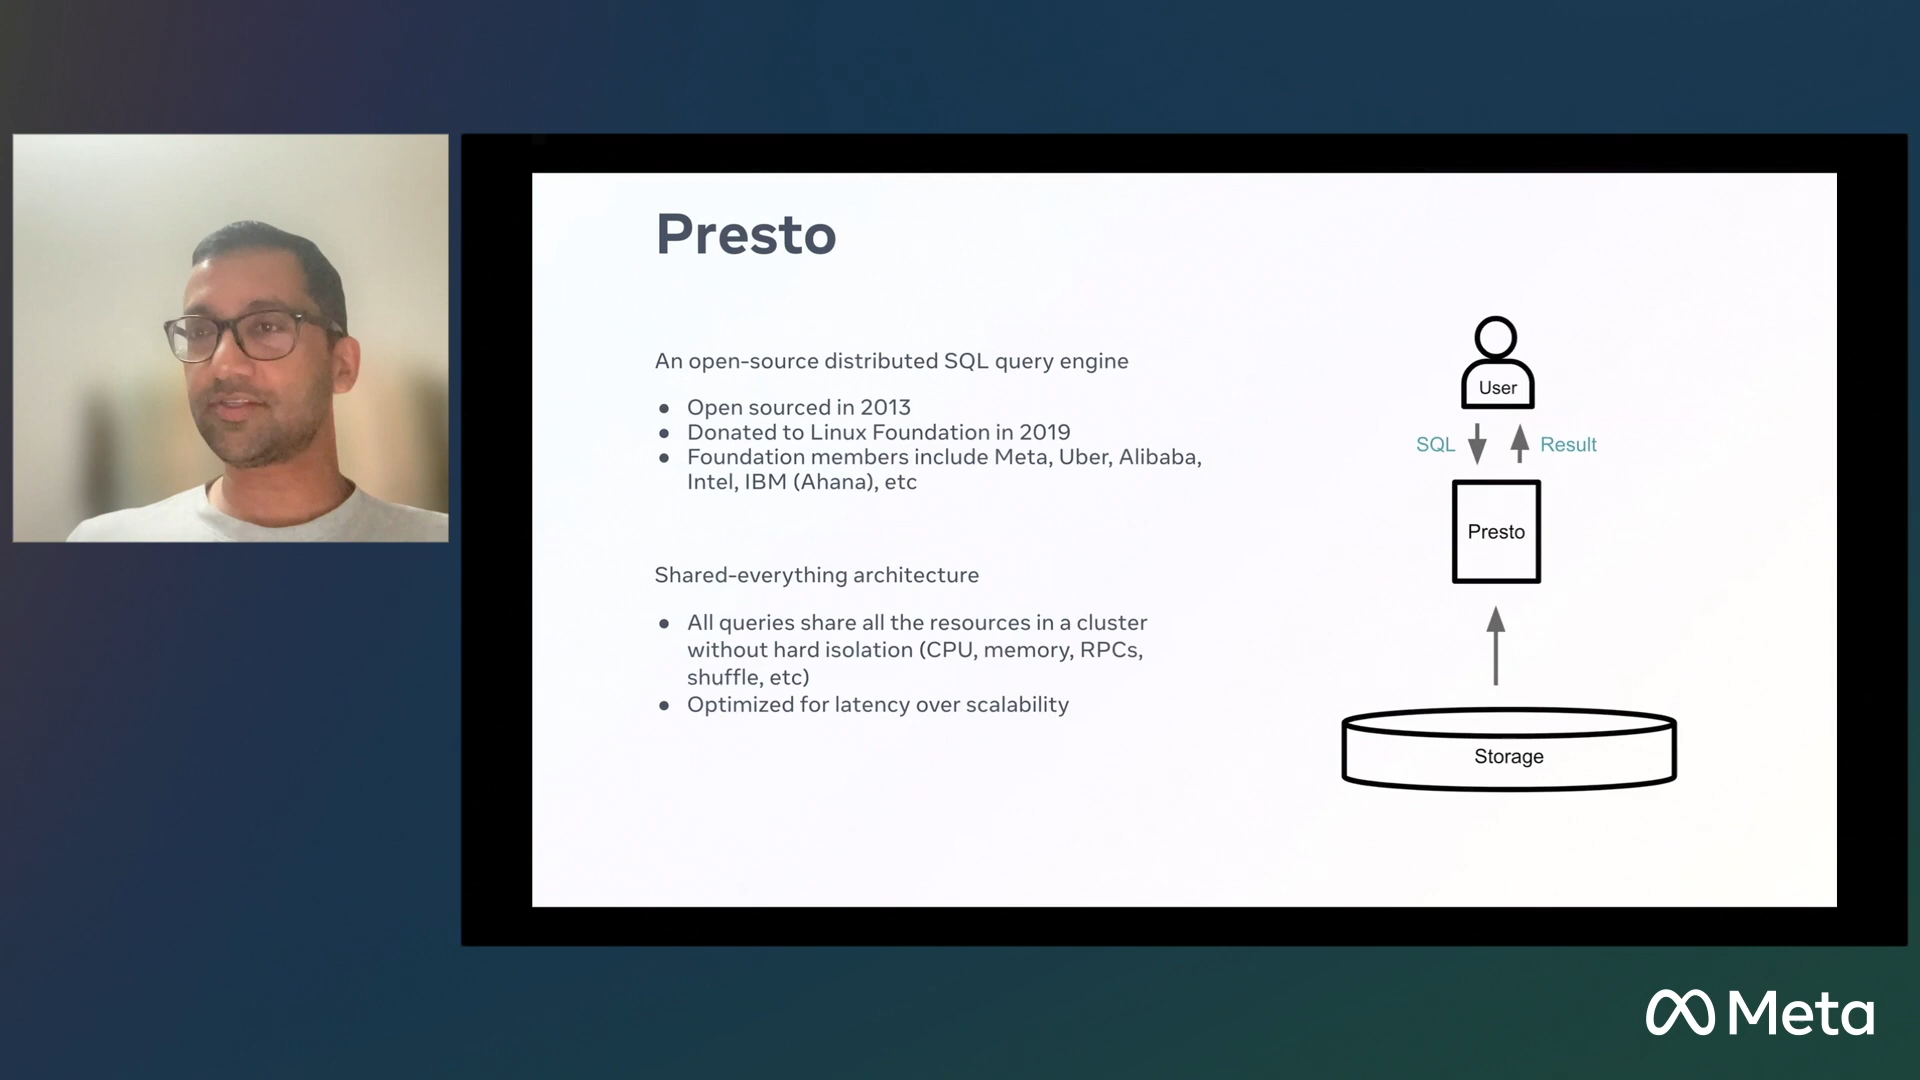 Presto
An open-source distributed SQL query engine
● Open sourced in 2013
● Donated to Linux Foundation in 2019
● Foundation members include Meta, Uber, Alibaba,
Intel, IBM (Ahana), etc
Shared-everything architecture
● All queries share all the resources in a cluster
without hard isolation (CPU, memory, RPCs,
shuffle, etc)
● Optimized for latency over scalability
User
SQL
Result
Presto
Storage
Meta